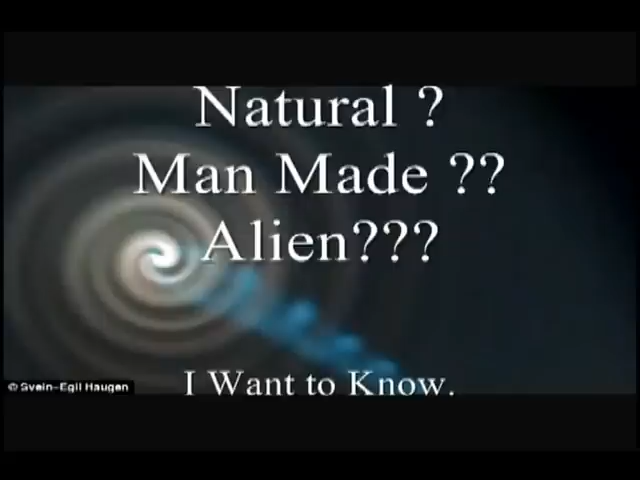 Natural ?
Man Made ??
Alien???
© Svein-Egil Haugen
I Want to Know.